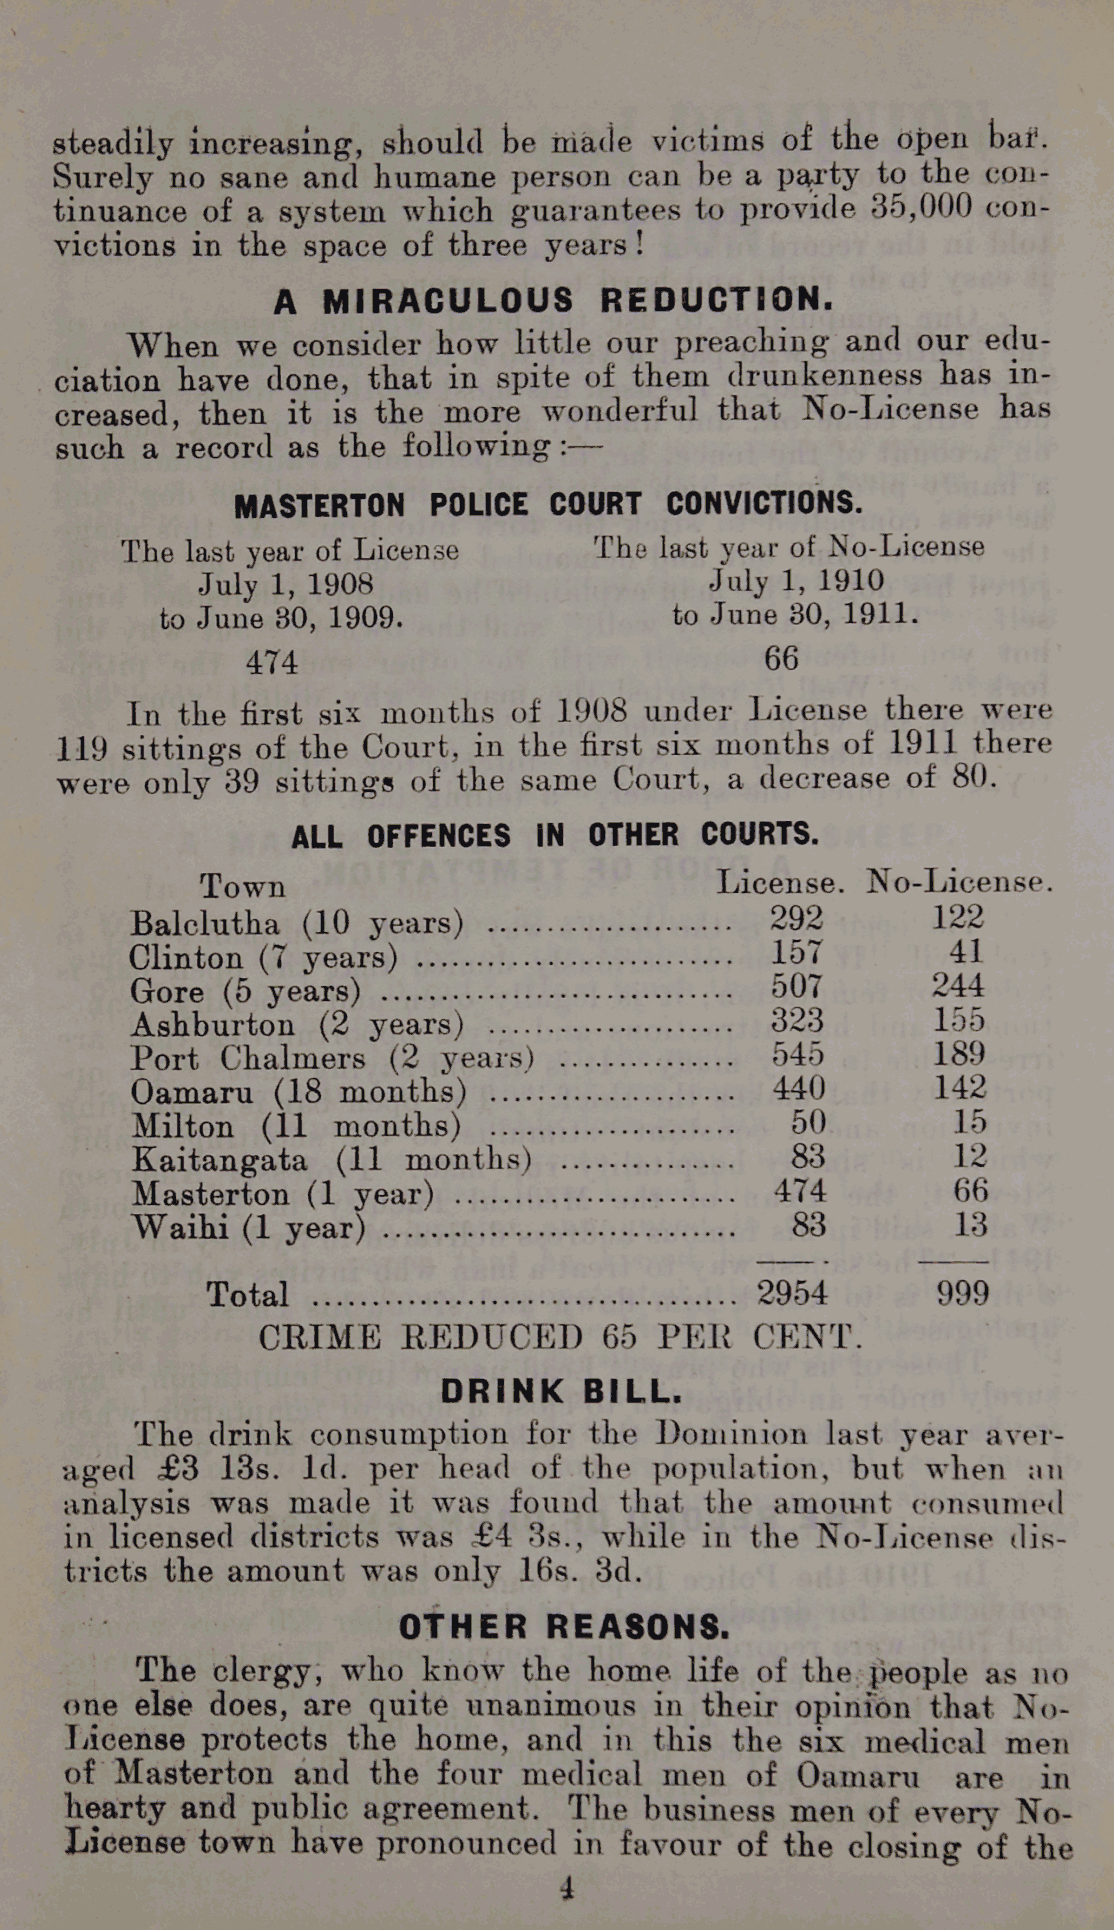 steadily increasing, should be made victims of the open bar.
Surely no sane and humane person can be a party to the con-
tinuance of a system which guarantees to provide 35,000 con-
victions in the space of three years!
A MIRACULOUS REDUCTION.
When we consider how little our preaching and our edu-
ciation have done, that in spite of them drunkenness has in-
creased, then it is the more wonderful that No-License has
such a record as the following:—
MASTERTON POLICE COURT CONVICTIONS.
The last year of License The last year of No-License
July 1, 1908 July 1, 1910
to June 30, 1909. to June 30, 1911.
474 66
In the first six months of 1908 under License there were
119 sittings of the Court, in the first six months of 1911 there
were only 39 sittings of the same Court, a decrease of 80.
ALL OFFENCES IN OTHER COURTS.
Town License. No-License.
Balclutha (10 years) ..................... 292 122
Clinton (7 years) ........................... 157 41
Gore (5 years) .............................. 507 244
Ashburton (2 years) ..................... 323 155
Port Chalmers (2 years) ............... 545 189
Oamaru (18 months) ..................... 440 142
Milton (11 months) ..................... 50 15
Kaitangata (11 months) ............... 83 12
Masterton (1 year) ........................ 474 66
Waihi (1 year) .............................. 83 13
Total .................................... 2954 999
CRIME REDUCED 65 PER CENT.
DRINK BILL.
The drink consumption for the Dominion last year aver-
aged £3 13s. 1d. per head of the population, but when an
analysis was made it was found that the amount consumed
in licensed districts was £4 3s., while in the No-License dis-
tricts the amount was only 16s. 3d.
OTHER REASONS.
The clergy, who know the home life of the people as no
one else does, are quite unanimous in their opinion that No-
License protects the home, and in this the six medical men
of Masterton and the four medical men of Oamaru are in
hearty and public agreement. The business men of every No-
License town have pronounced in favour of the closing of the
4